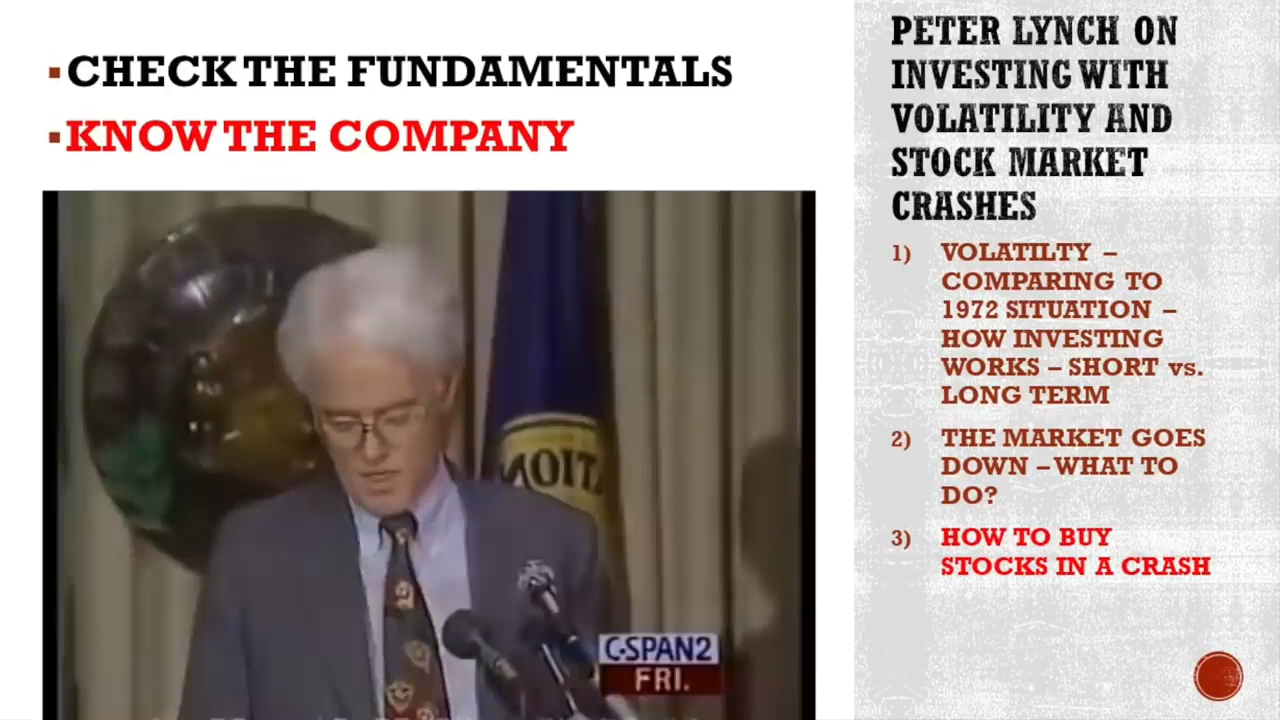 CHECK THE FUNDAMENTALS
KNOW THE COMPANY
C-SPAN2
FRI.
PETER LYNCH ON
INVESTING WITH
VOLATILITY AND
STOCK MARKET
CRASHES
1) VOLATILTY –
COMPARING TO
1972 SITUATION –
HOW INVESTING
WORKS – SHORT vs.
LONG TERM
2) THE MARKET GOES
DOWN – WHAT TO
DO?
3) HOW TO BUY
STOCKS IN A CRASH